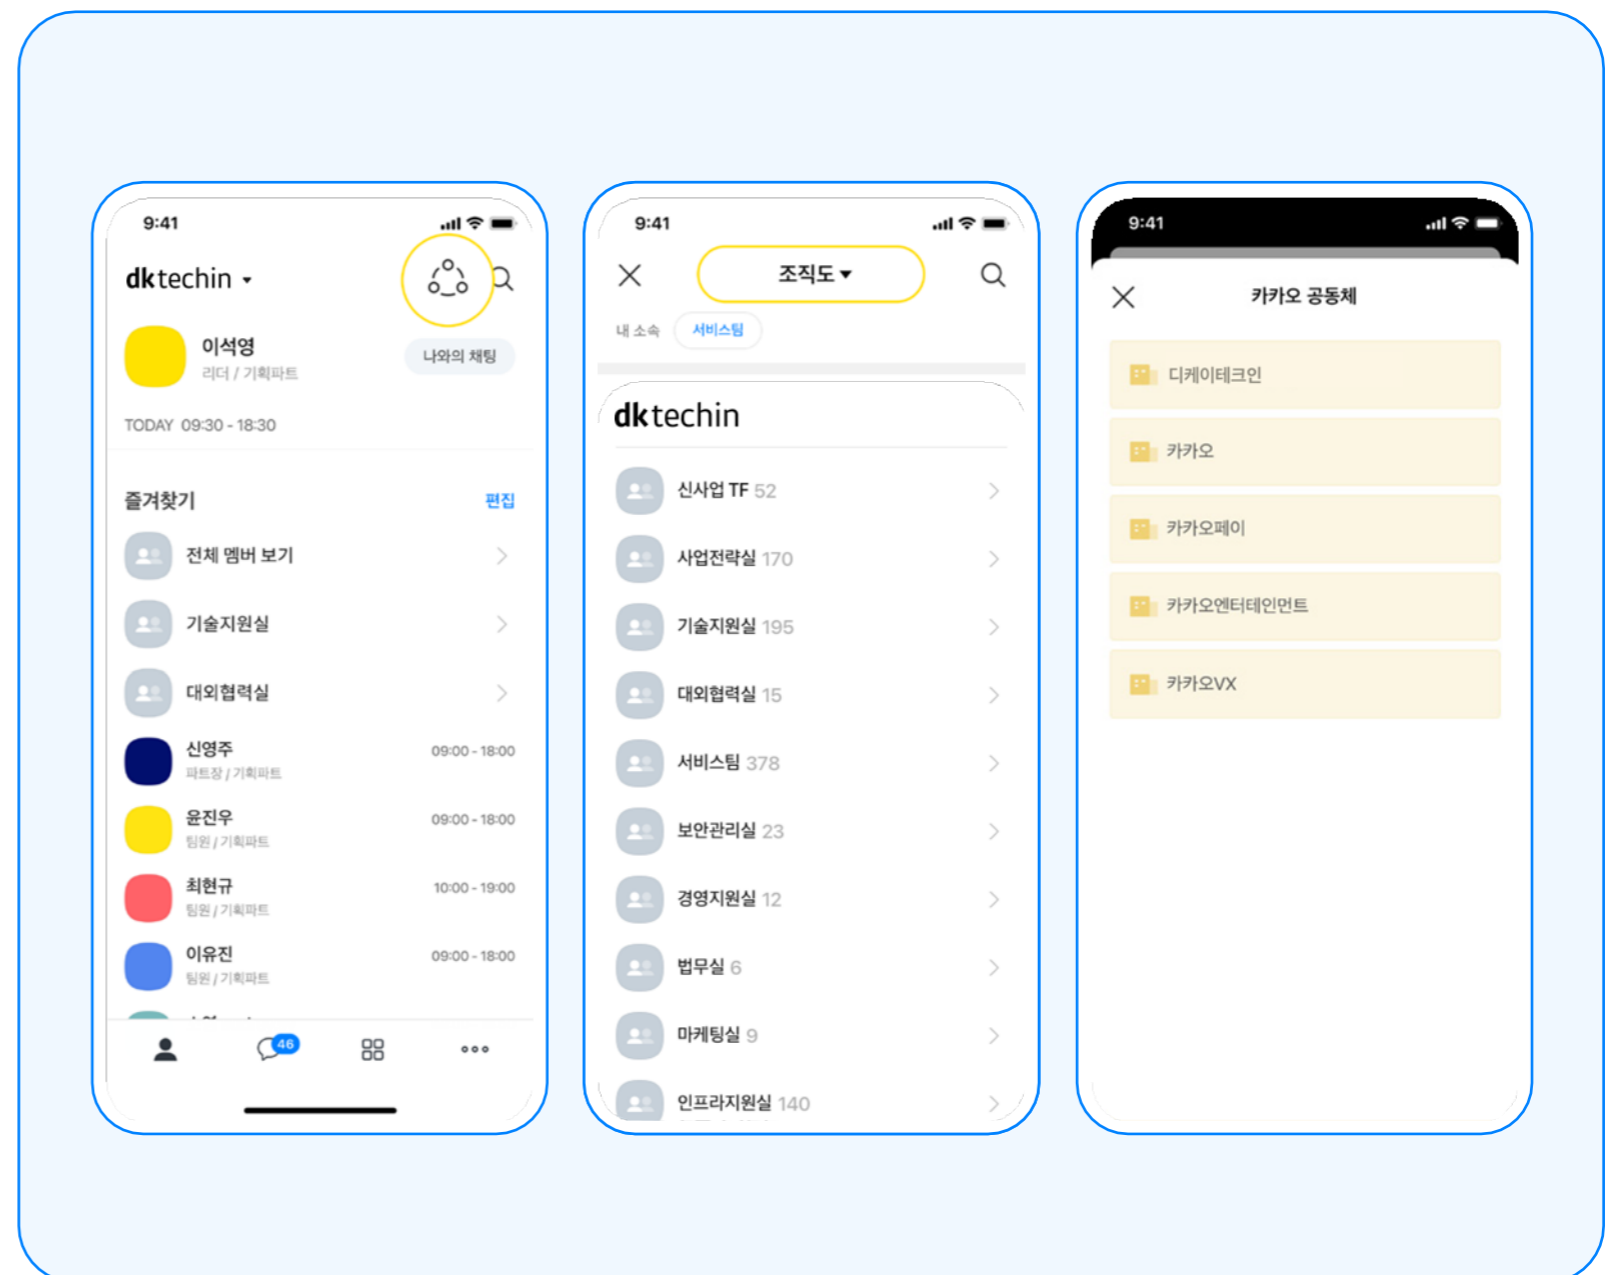 9:41
dktechin
이석영
리더 / 기획파트
나와의 채팅
TODAY 09:30 - 18:30
즐겨찾기
편집
전체 멤버 보기
기술지원실
대외협력실
신영주
파트장 / 기획파트
09:00 - 18:00
윤진우
팀원 / 기획파트
09:00 - 18:00
최현규
팀원 / 기획파트
10:00 - 19:00
이유진
팀원 / 기획파트
09:00 - 18:00
46
9:41
조직도
내 소속 서비스팀
dktechin
신사업 TF 52
사업전략실 170
기술지원실 195
대외협력실 15
서비스팀 378
보안관리실 23
경영지원실 12
법무실 6
마케팅실 9
인프라지원실 140
9:41
카카오 공동체
디케이테크인
카카오
카카오페이
카카오엔터테인먼트
카카오VX